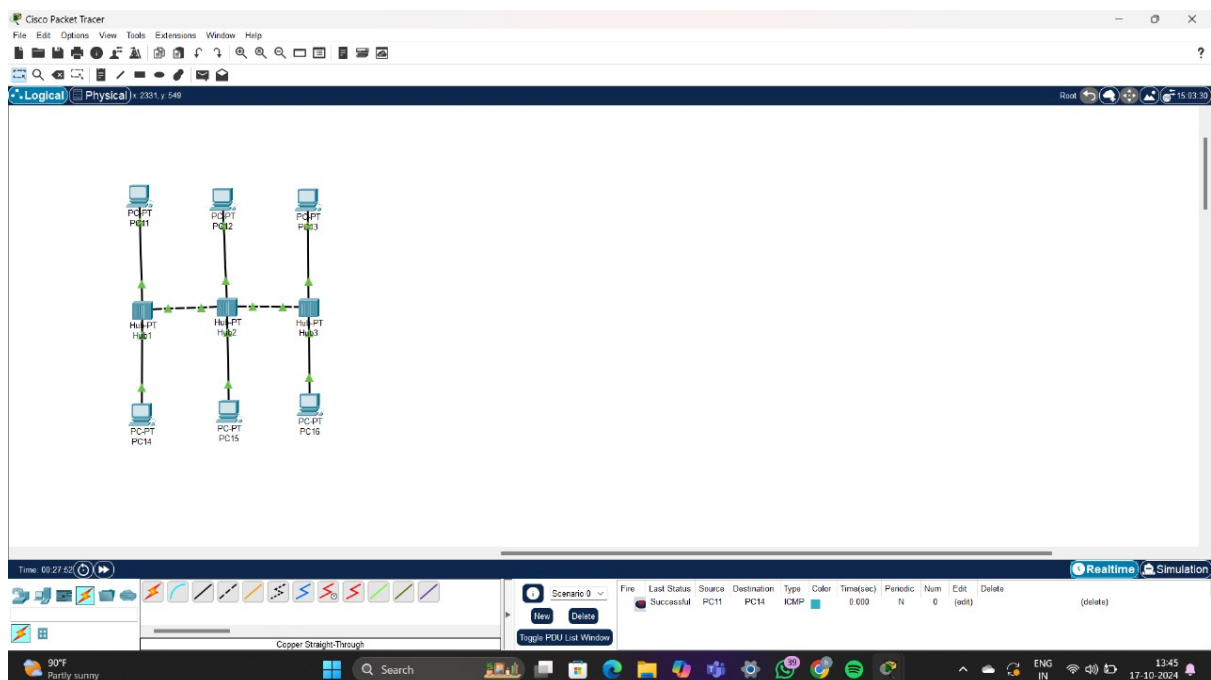 Cisco Packet Tracer
File Edit Options View Tools Extensions Window Help
?
Logical Physical x: 2331, y: 549 Root 15:03:30
PC-PT
PC11
PC-PT
PC12
PC-PT
PC13
Hub-PT
Hub1
Hub-PT
Hub2
Hub-PT
Hub3
PC-PT
PC14
PC-PT
PC15
PC-PT
PC16
Time: 00:27:52 Realtime Simulation
Scenario 0
New Delete
Toggle PDU List Window
Fire Last Status Source Destination Type Color Time(sec) Periodic Num Edit Delete
Successful PC11 PC14 ICMP 0.000 N 0 (edit) (delete)
Copper Straight-Through
90°F
Partly sunny
Search
39
ENG
IN
13:45
17-10-2024